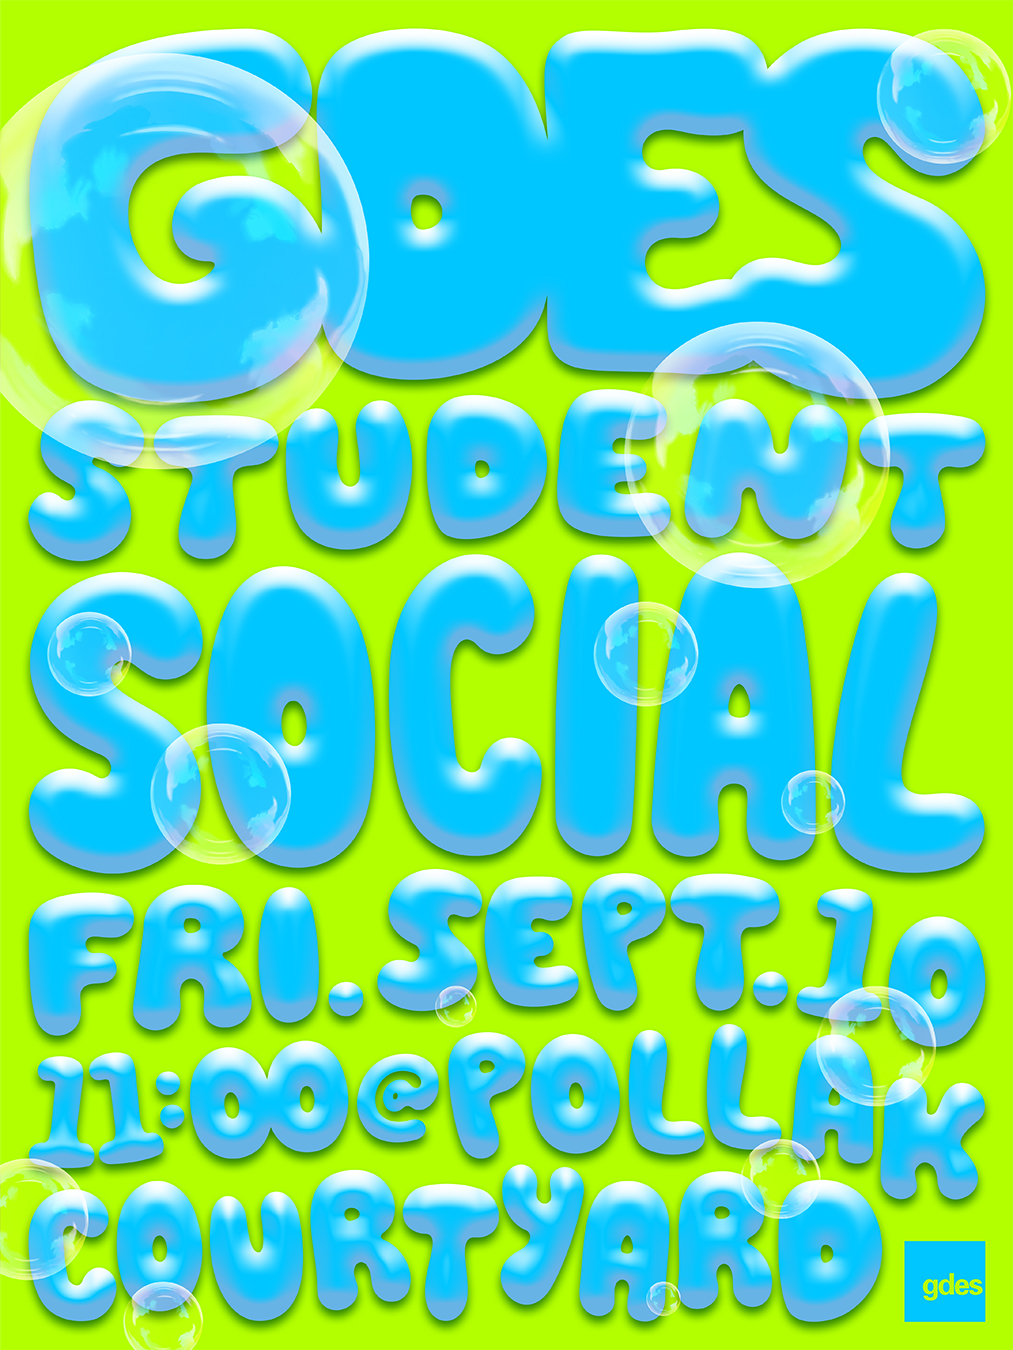 GDES
STUDENT
SOCIAL
FRI. SEPT. 10
11:00@POLLAK
COURTYARD
gdes